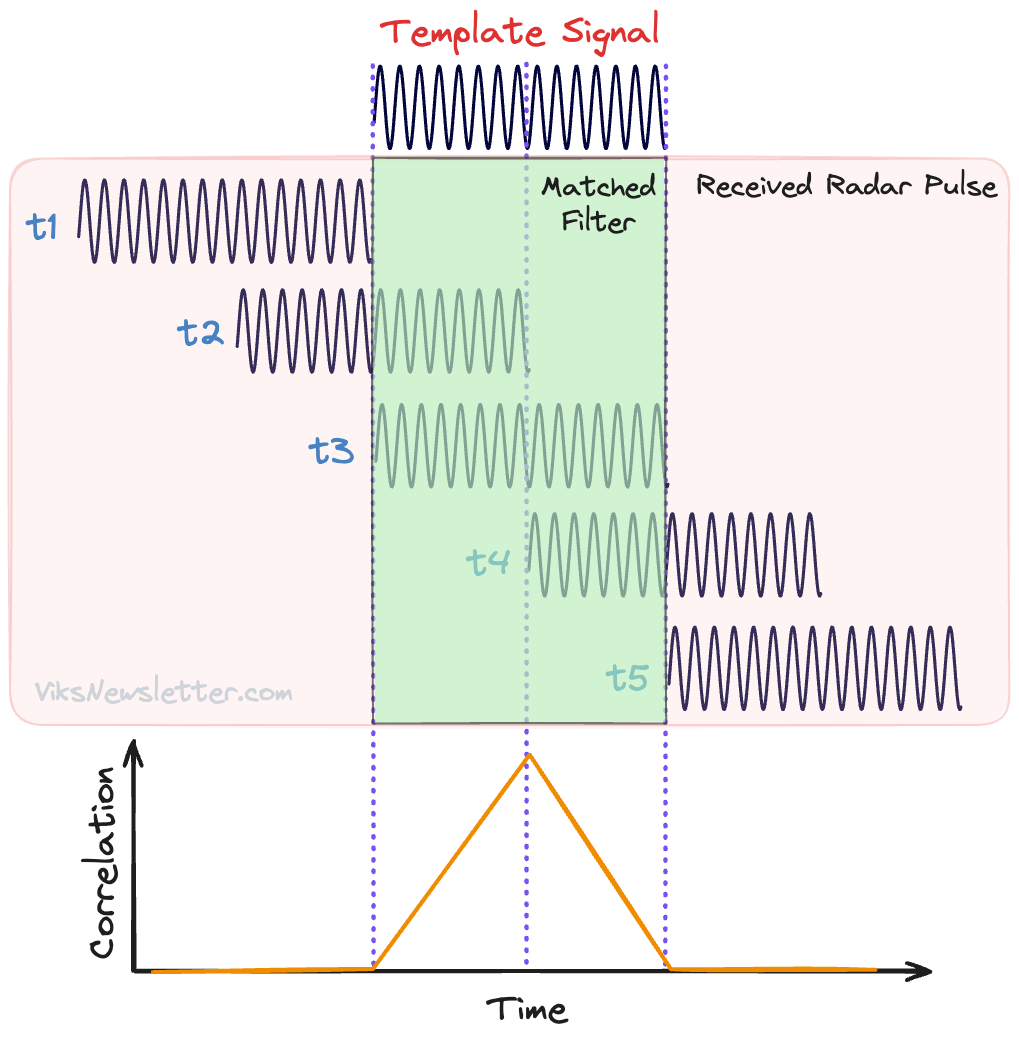 Template Signal
Matched
Filter
Received Radar Pulse
t1
t2
t3
t4
t5
ViksNewsletter.com
Correlation
Time